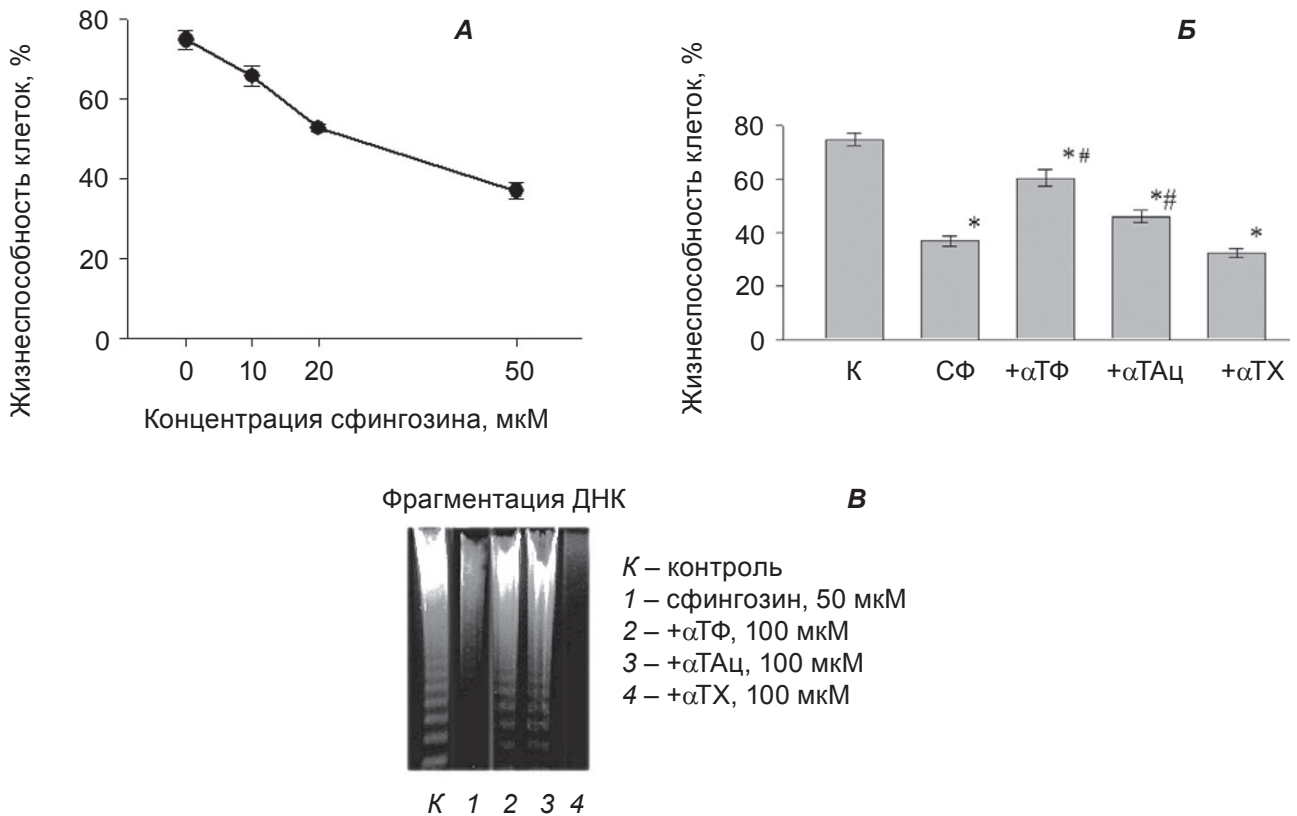 А
Жизнеспособность клеток, %
80
60
40
20
0
0 10 20 50
Концентрация сфингозина, мкМ
Б
Жизнеспособность клеток, %
80
60
40
20
0
* * # *# *
К СФ +αТФ +αТАц +αТХ
Фрагментация ДНК
В
К – контроль
1 – сфингозин, 50 мкМ
2 – +αТФ, 100 мкМ
3 – +αТАц, 100 мкМ
4 – +αТХ, 100 мкМ
К 1 2 3 4